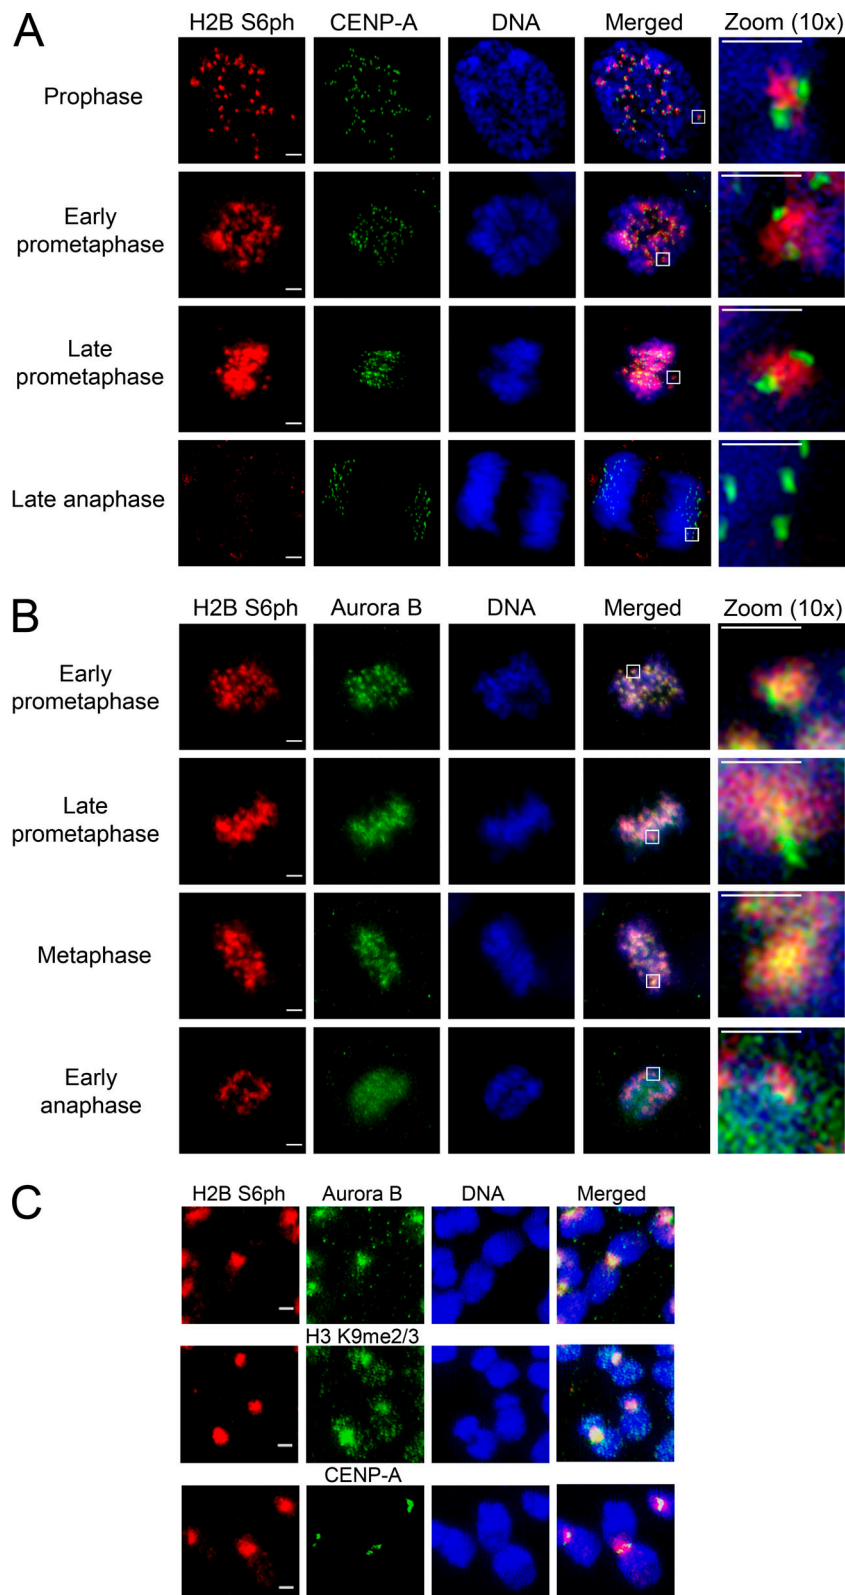 A
H2B S6ph CENP-A DNA Merged Zoom (10x)
Prophase
Early
prometaphase
Late
prometaphase
Late anaphase
B
H2B S6ph Aurora B DNA Merged Zoom (10x)
Early
prometaphase
Late
prometaphase
Metaphase
Early
anaphase
C
H2B S6ph Aurora B DNA Merged
H3 K9me2/3
CENP-A